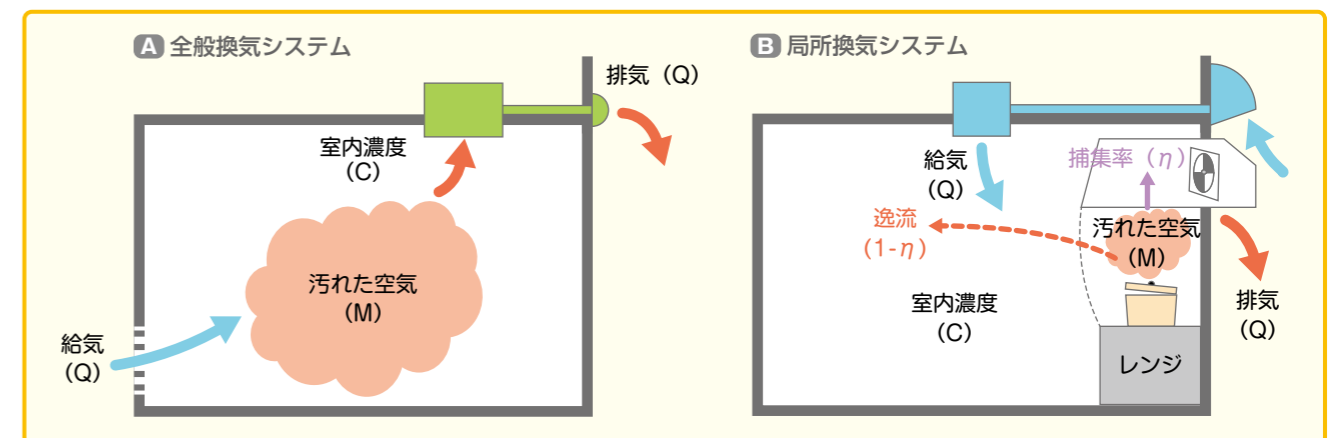 A 全般換気システム
排気（Q）
室内濃度
（C）
汚れた空気
（M）
給気
（Q）
B 局所換気システム
給気
（Q）
捕集率（η）
逸流
（1-η）
汚れた空気
（M）
室内濃度
（C）
排気
（Q）
レンジ